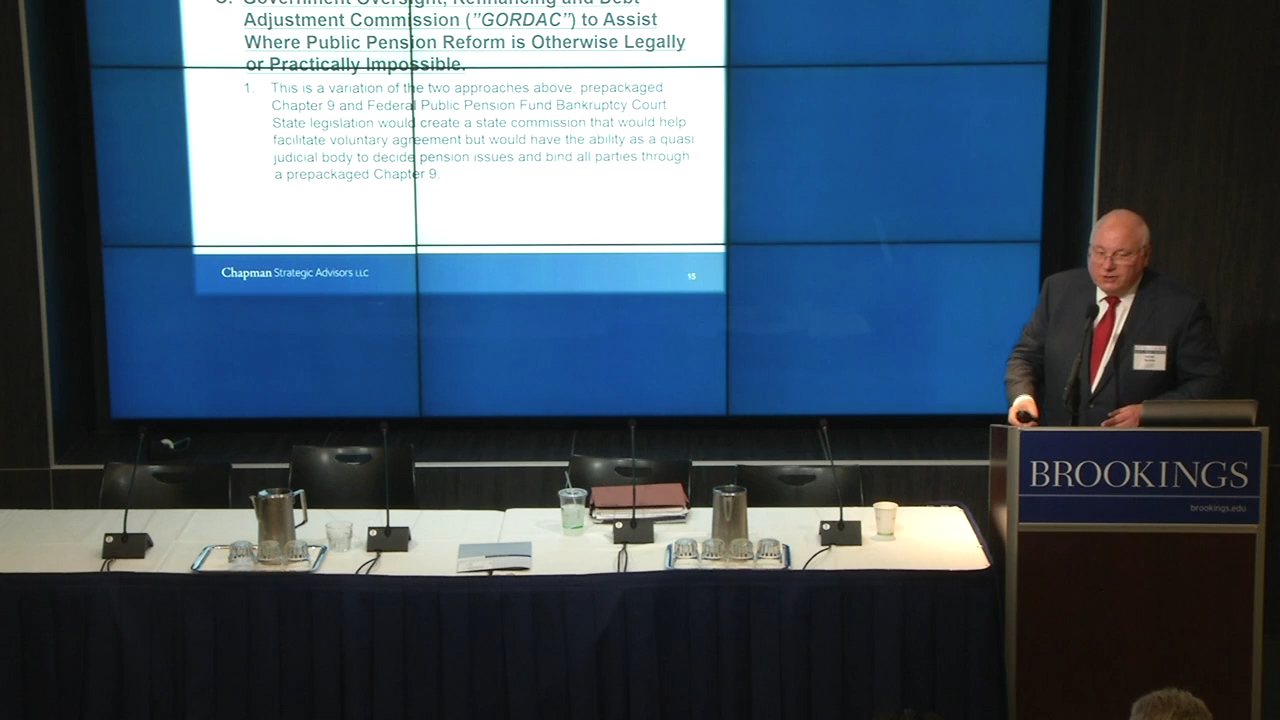 Government Oversight, Refinancing and Debt
Adjustment Commission ("GORDAC") to Assist
Where Public Pension Reform is Otherwise Legally
or Practically Impossible.
1. This is a variation of the two approaches above, prepackaged
Chapter 9 and Federal Public Pension Fund Bankruptcy Court
State legislation would create a state commission that would help
facilitate voluntary agreement but would have the ability as a quasi
judicial body to decide pension issues and bind all parties through
a prepackaged Chapter 9.
Chapman Strategic Advisors LLC
15
BROOKINGS
brookings.edu